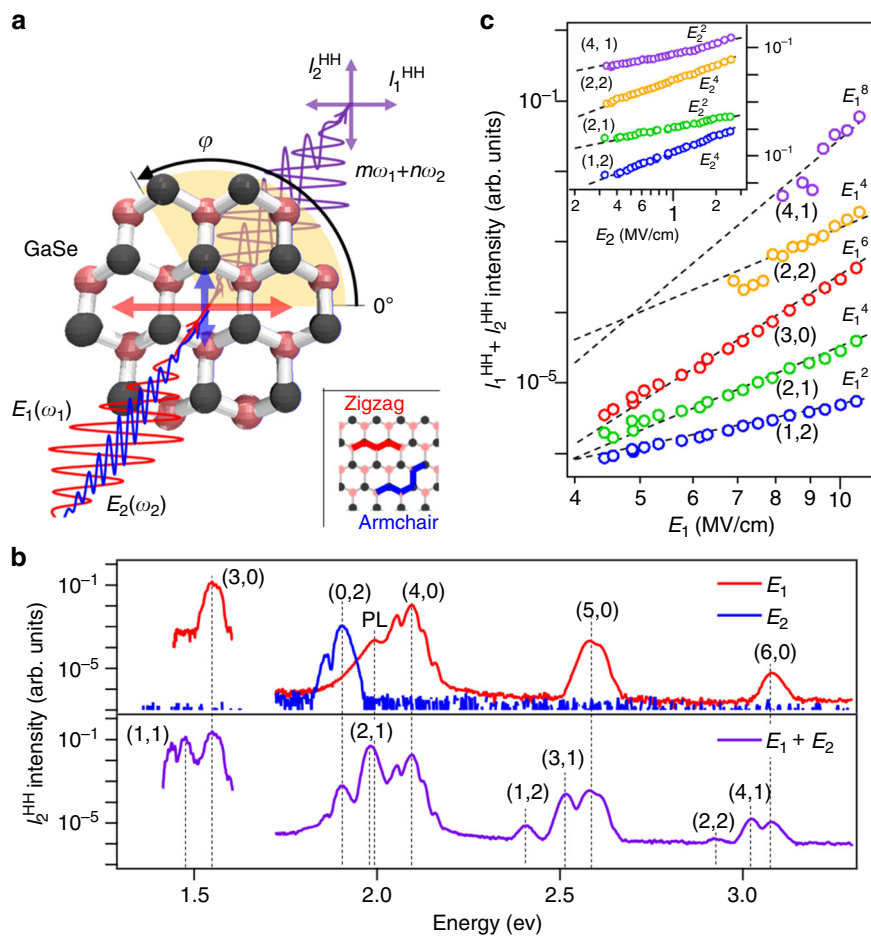 a
I₂ᴴᴴ
I₁ᴴᴴ
φ
mω₁+nω₂
GaSe
0°
E₁(ω₁)
E₂(ω₂)
Zigzag
Armchair
c
I₁ᴴᴴ + I₂ᴴᴴ intensity (arb. units)
10⁻¹
10⁻⁵
(4, 1)
E₂²
10⁻¹
(2,2)
E₂⁴
(2,1)
E₂²
(1,2)
E₂⁴
10⁻¹
4 6 8 1 2
E₂ (MV/cm)
E₁⁸
(4,1)
E₁⁴
(2,2)
E₁⁶
(3,0)
E₁⁴
(2,1)
E₁²
(1,2)
4 5 6 7 8 9 10
E₁ (MV/cm)
b
I₂ᴴᴴ intensity (arb. units)
10⁻¹
10⁻⁵
(3,0)
(0,2)
PL
(4,0)
(5,0)
(6,0)
E₁
E₂
10⁻¹
10⁻⁵
(1,1)
(2,1)
(1,2)
(3,1)
(2,2)
(4,1)
E₁ + E₂
1.5 2.0 2.5 3.0
Energy (ev)